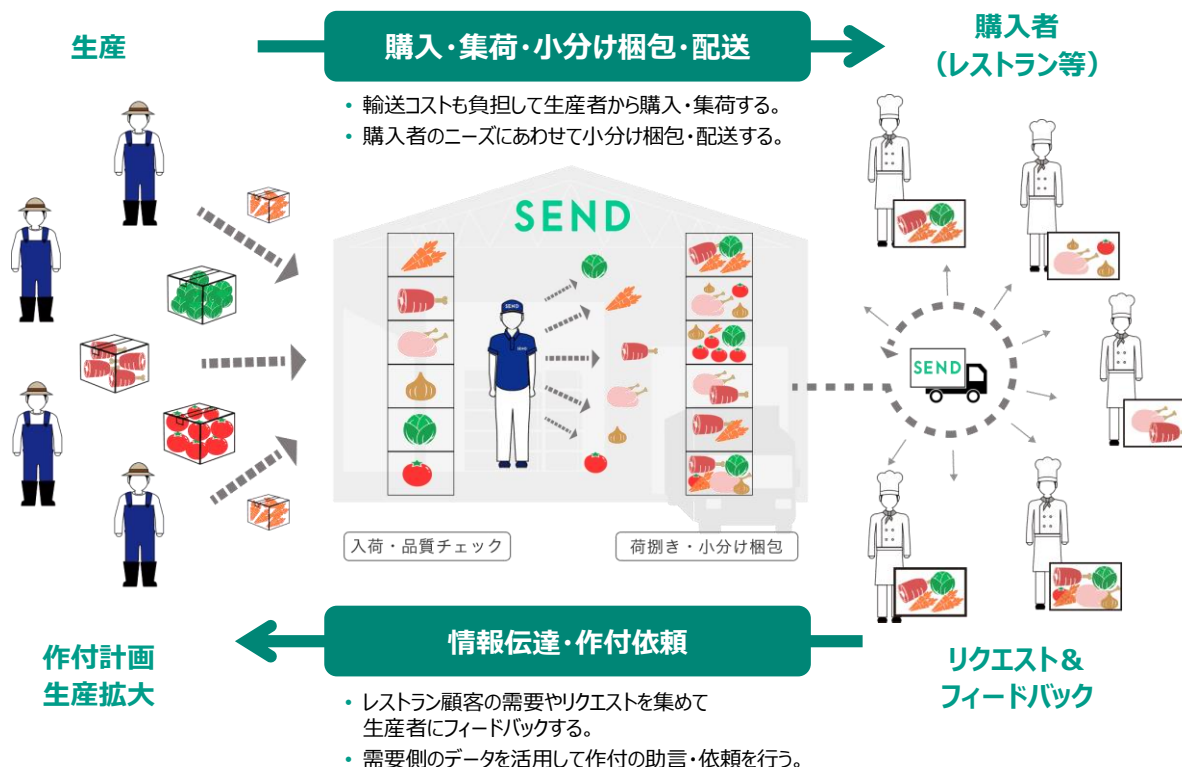 生産
購入・集荷・小分け梱包・配送
購入者
（レストラン等）
• 輸送コストも負担して生産者から購入・集荷する。
• 購入者のニーズにあわせて小分け梱包・配送する。
SEND
SEND
SEND
SEND
入荷・品質チェック
荷捌き・小分け梱包
作付計画
生産拡大
情報伝達・作付依頼
リクエスト＆
フィードバック
• レストラン顧客の需要やリクエストを集めて
生産者にフィードバックする。
• 需要側のデータを活用して作付の助言・依頼を行う。